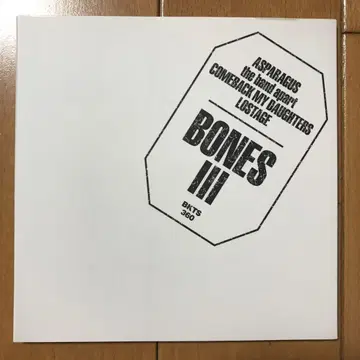 ASPARAGUS
the band apart
COMEBACK MY DAUGHTERS
LOSTAGE
BONES
III
BKTS
360